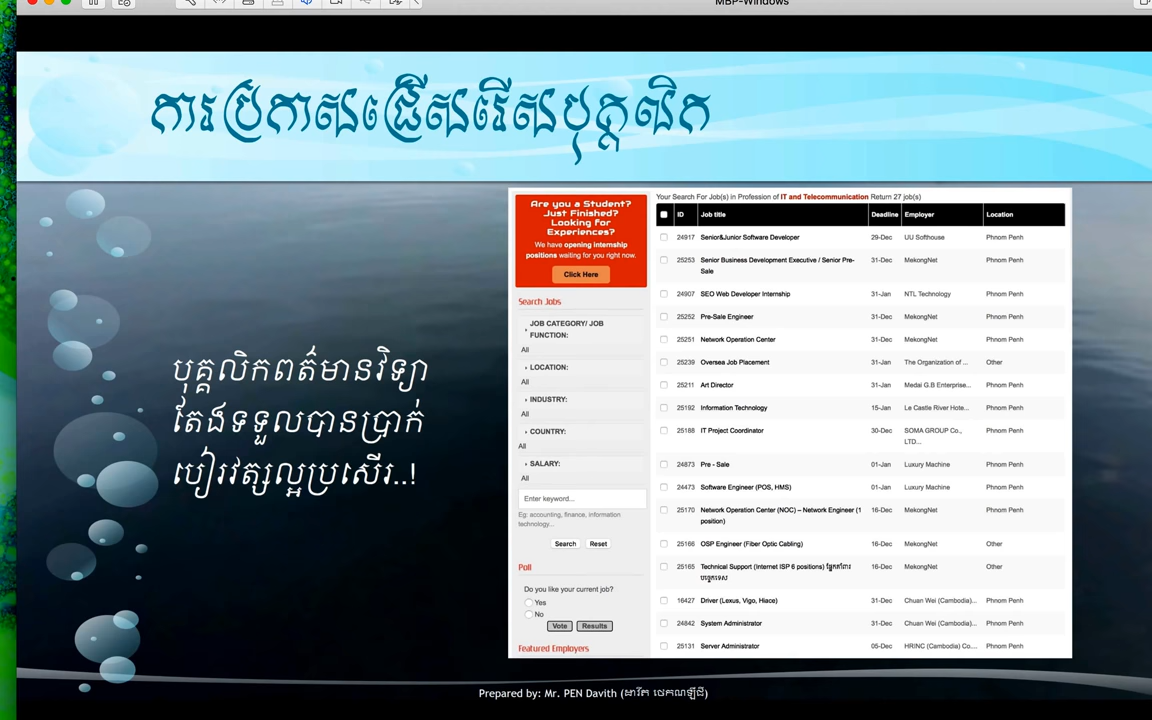 MBP-Windows
ការប្រកាសជ្រើសរើសបុគ្គលិក
បុគ្គលិកពត៌មានវិទ្យា
តែងទទួលបានប្រាក់
បៀរវត្សល្អប្រសើរ..!
Are you a Student?
Just Finished?
Looking for
Experiences?
We have opening internship
positions waiting for you right now.
Click Here
Search Jobs
JOB CATEGORY/ JOB
FUNCTION:
All
LOCATION:
All
INDUSTRY:
All
COUNTRY:
All
SALARY:
All
Enter keyword...
Eg: accounting, finance, information
technology...
Search Reset
Poll
Do you like your current job?
Yes
No
Vote Results
Featured Employers
Your Search For Job(s) in Profession of IT and Telecommunication Return 27 job(s)
ID Job title Deadline Employer Location
24917 Senior&Junior Software Developer 29-Dec UU Softhouse Phnom Penh
25253 Senior Business Development Executive / Senior Pre- 31-Dec MekongNet Phnom Penh
Sale
24907 SEO Web Developer Internship 31-Jan NTL Technology Phnom Penh
25252 Pre-Sale Engineer 31-Dec MekongNet Phnom Penh
25251 Network Operation Center 31-Dec MekongNet Phnom Penh
25239 Oversea Job Placement 31-Jan The Organization of ... Other
25211 Art Director 31-Jan Medai G.B Enterprise... Phnom Penh
25192 Information Technology 15-Jan Le Castle River Hote... Phnom Penh
25188 IT Project Coordinator 30-Dec SOMA GROUP Co., Phnom Penh
LTD...
24873 Pre - Sale 01-Jan Luxury Machine Phnom Penh
24473 Software Engineer (POS, HMS) 01-Jan Luxury Machine Phnom Penh
25170 Network Operation Center (NOC) – Network Engineer (1 16-Dec MekongNet Phnom Penh
position)
25166 OSP Engineer (Fiber Optic Cabling) 16-Dec MekongNet Other
25165 Technical Support (Internet ISP 6 positions) ផ្នែកគាំពារ 16-Dec MekongNet Other
បច្ចេកទេស
16427 Driver (Lexus, Vigo, Hiace) 31-Dec Chuan Wei (Cambodia)... Phnom Penh
24842 System Administrator 31-Dec Chuan Wei (Cambodia)... Phnom Penh
25131 Server Administrator 05-Dec HRINC (Cambodia) Co.... Phnom Penh
Prepared by: Mr. PEN Davith